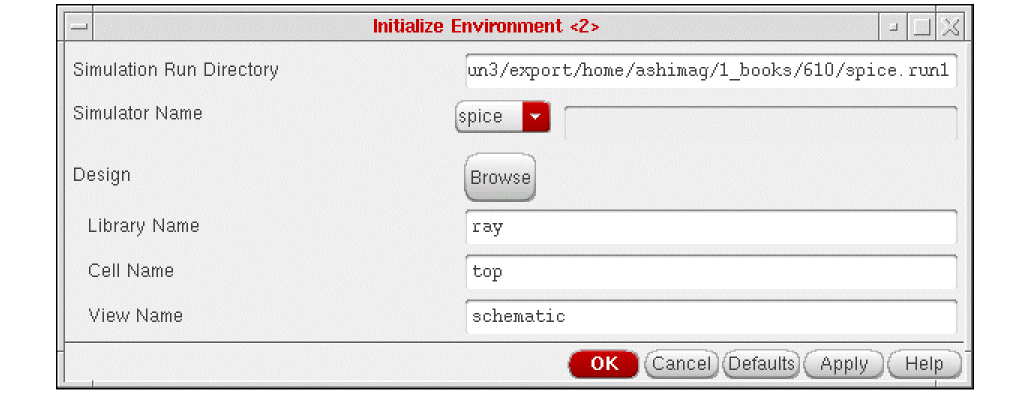 Initialize Environment <2>
Simulation Run Directory un3/export/home/ashimag/1_books/610/spice.run1
Simulator Name spice
Design Browse
Library Name ray
Cell Name top
View Name schematic
OK Cancel Defaults Apply Help